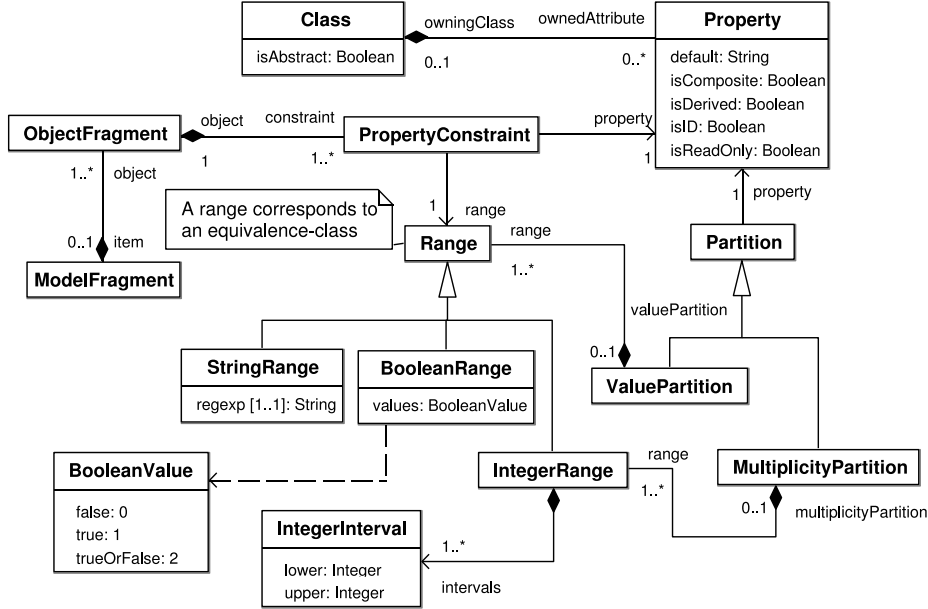 Class
isAbstract: Boolean
owningClass
ownedAttribute
0..1
0..*
Property
default: String
isComposite: Boolean
isDerived: Boolean
isID: Boolean
isReadOnly: Boolean
ObjectFragment
object
constraint
1
1..*
PropertyConstraint
property
1
1..*
object
0..1
item
ModelFragment
A range corresponds to
an equivalence-class
1
range
Range
range
1..*
1
property
Partition
valuePartition
0..1
ValuePartition
StringRange
regexp [1..1]: String
BooleanRange
values: BooleanValue
BooleanValue
false: 0
true: 1
trueOrFalse: 2
IntegerRange
range
1..*
MultiplicityPartition
0..1
multiplicityPartition
IntegerInterval
lower: Integer
upper: Integer
1..*
intervals